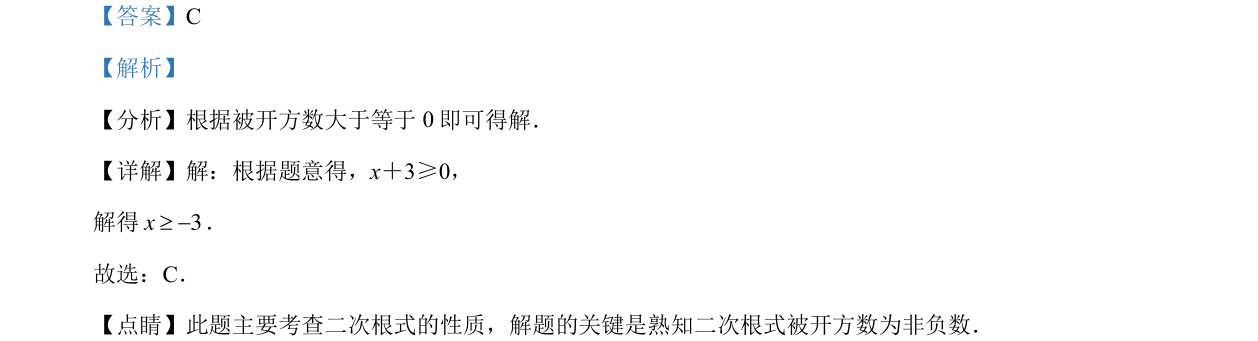 【答案】C
【解析】
【分析】根据被开方数大于等于 0 即可得解．
【详解】解：根据题意得，x＋3≥0，
解得 x ≥ −3．
故选：C．
【点睛】此题主要考查二次根式的性质，解题的关键是熟知二次根式被开方数为非负数．